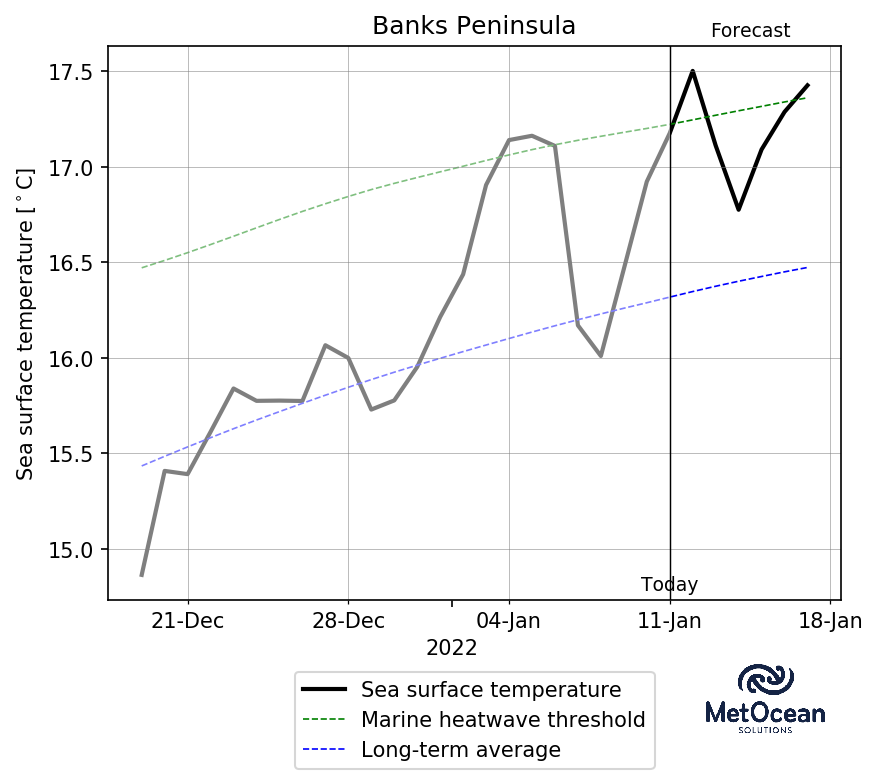 Banks Peninsula
Forecast
Sea surface temperature [°C]
17.5
17.0
16.5
16.0
15.5
15.0
Today
21-Dec 28-Dec 04-Jan 11-Jan 18-Jan
2022
Sea surface temperature
Marine heatwave threshold
Long-term average
MetOcean
SOLUTIONS